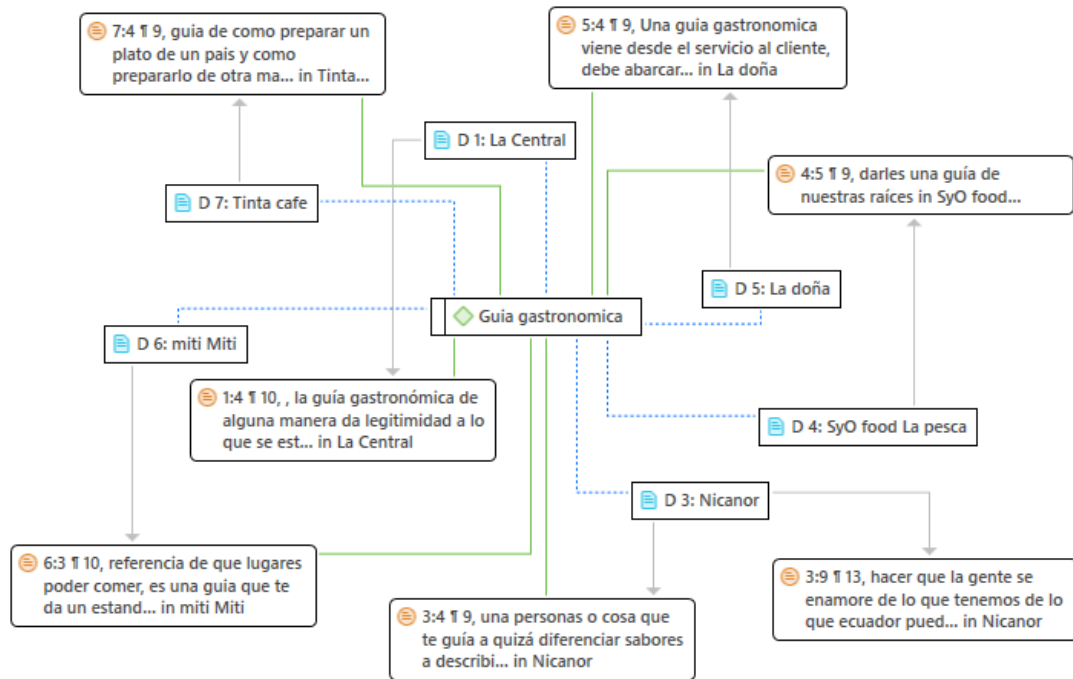 7:4 ¶ 9, guia de como preparar un
plato de un pais y como
prepararlo de otra ma... in Tinta...
5:4 ¶ 9, Una guia gastronomica
viene desde el servicio al cliente,
debe abarcar... in La doña
D 1: La Central
4:5 ¶ 9, darles una guía de
nuestras raíces in SyO food...
D 7: Tinta cafe
D 5: La doña
Guia gastronomica
D 6: miti Miti
1:4 ¶ 10, , la guía gastronómica de
alguna manera da legitimidad a lo
que se est... in La Central
D 4: SyO food La pesca
D 3: Nicanor
6:3 ¶ 10, referencia de que lugares
poder comer, es una guia que te
da un estand... in miti Miti
3:4 ¶ 9, una personas o cosa que
te guía a quizá diferenciar sabores
a describi... in Nicanor
3:9 ¶ 13, hacer que la gente se
enamore de lo que tenemos de lo
que ecuador pued... in Nicanor